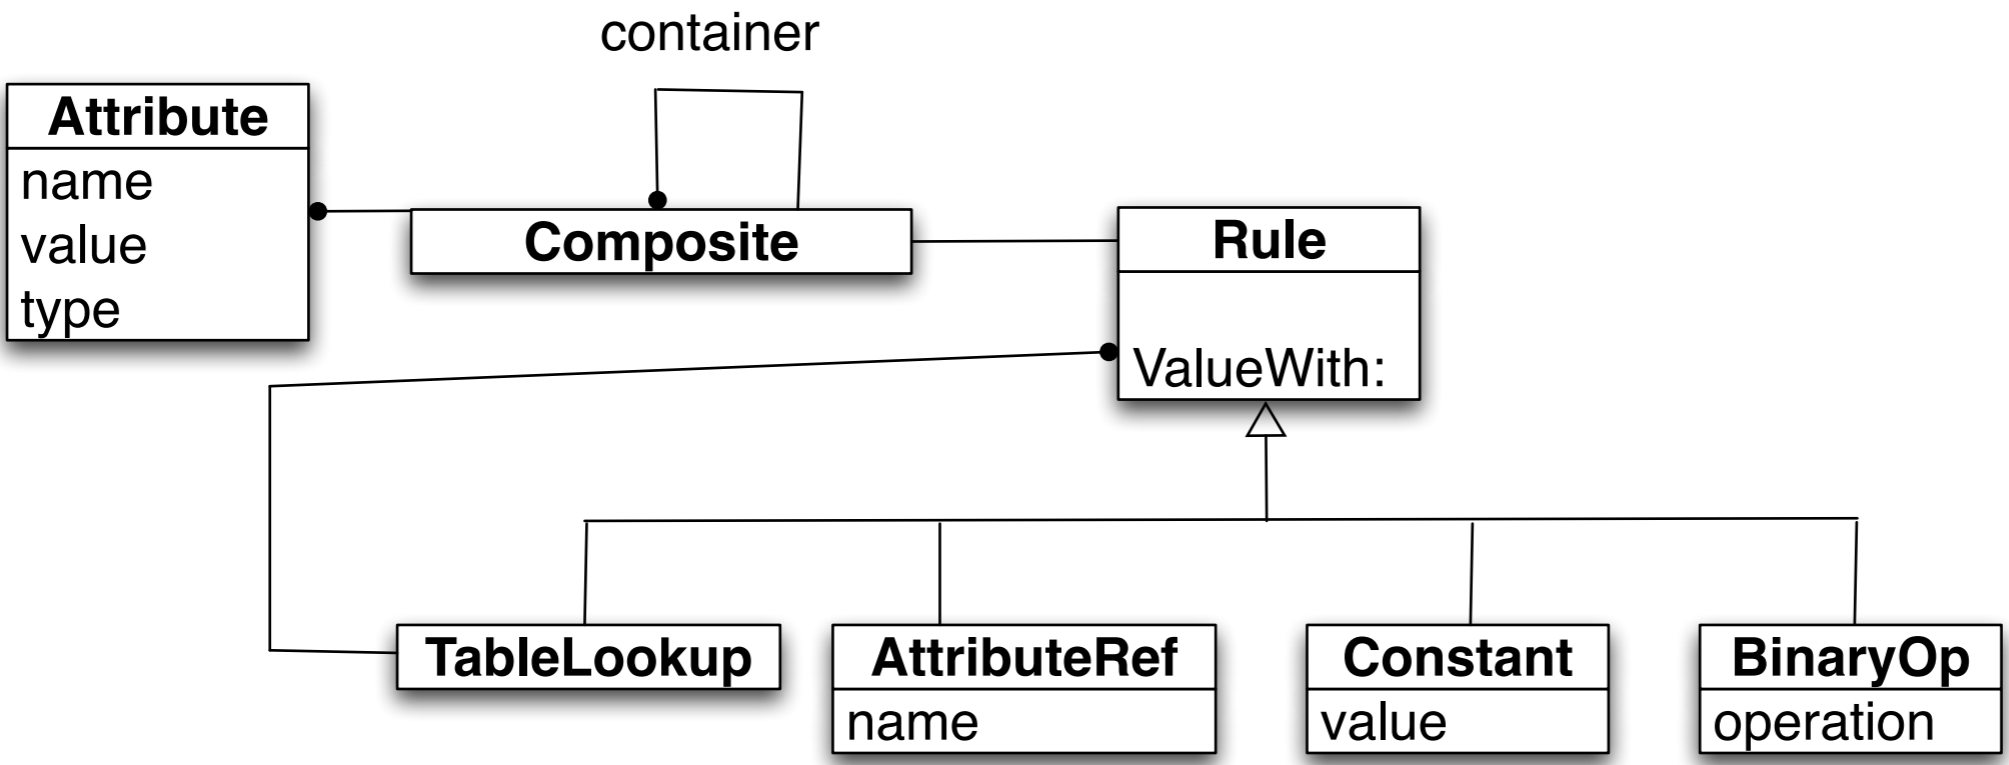 container
Attribute
name
value
type
Composite
Rule
ValueWith:
TableLookup
AttributeRef
name
Constant
value
BinaryOp
operation